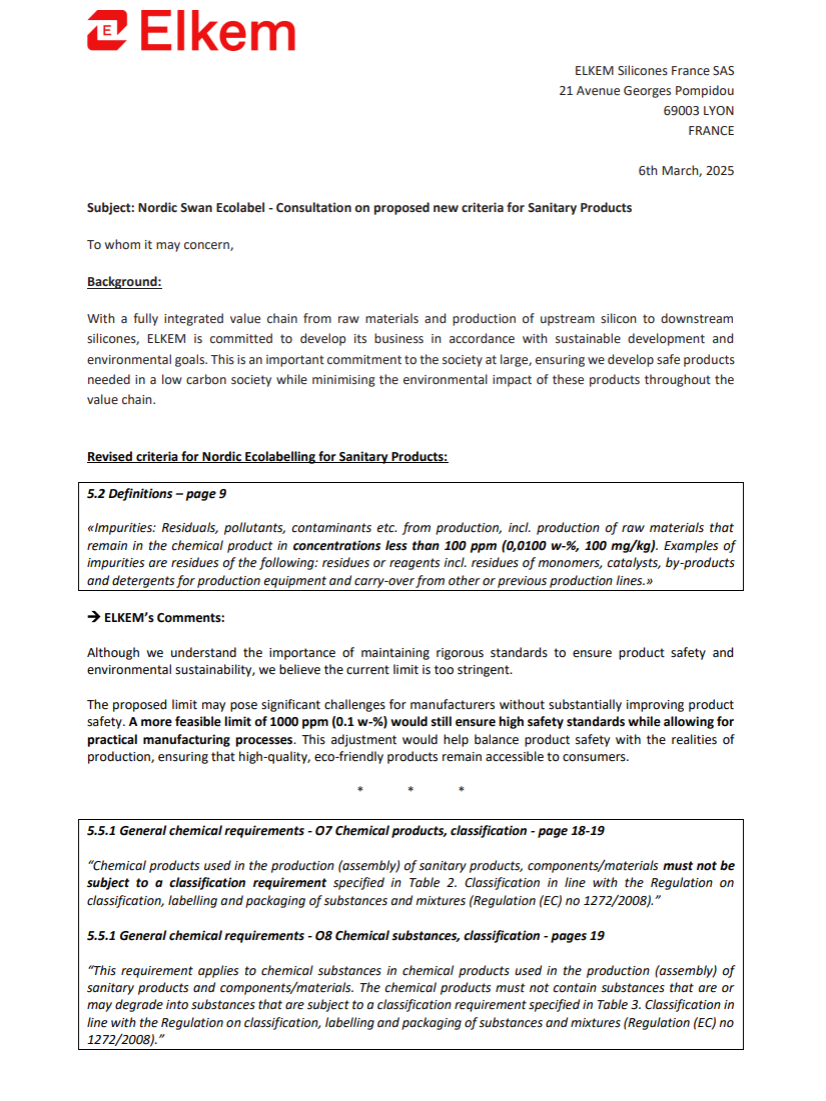 E Elkem
ELKEM Silicones France SAS
21 Avenue Georges Pompidou
69003 LYON
FRANCE
6th March, 2025
Subject: Nordic Swan Ecolabel - Consultation on proposed new criteria for Sanitary Products
To whom it may concern,
Background:
With a fully integrated value chain from raw materials and production of upstream silicon to downstream
silicones, ELKEM is committed to develop its business in accordance with sustainable development and
environmental goals. This is an important commitment to the society at large, ensuring we develop safe products
needed in a low carbon society while minimising the environmental impact of these products throughout the
value chain.
Revised criteria for Nordic Ecolabelling for Sanitary Products:
5.2 Definitions – page 9
«Impurities: Residuals, pollutants, contaminants etc. from production, incl. production of raw materials that
remain in the chemical product in concentrations less than 100 ppm (0,0100 w-%, 100 mg/kg). Examples of
impurities are residues of the following: residues or reagents incl. residues of monomers, catalysts, by-products
and detergents for production equipment and carry-over from other or previous production lines.»
→ ELKEM's Comments:
Although we understand the importance of maintaining rigorous standards to ensure product safety and
environmental sustainability, we believe the current limit is too stringent.
The proposed limit may pose significant challenges for manufacturers without substantially improving product
safety. A more feasible limit of 1000 ppm (0.1 w-%) would still ensure high safety standards while allowing for
practical manufacturing processes. This adjustment would help balance product safety with the realities of
production, ensuring that high-quality, eco-friendly products remain accessible to consumers.
* * *
5.5.1 General chemical requirements - O7 Chemical products, classification - page 18-19
“Chemical products used in the production (assembly) of sanitary products, components/materials must not be
subject to a classification requirement specified in Table 2. Classification in line with the Regulation on
classification, labelling and packaging of substances and mixtures (Regulation (EC) no 1272/2008).”
5.5.1 General chemical requirements - O8 Chemical substances, classification - pages 19
“This requirement applies to chemical substances in chemical products used in the production (assembly) of
sanitary products and components/materials. The chemical products must not contain substances that are or
may degrade into substances that are subject to a classification requirement specified in Table 3. Classification in
line with the Regulation on classification, labelling and packaging of substances and mixtures (Regulation (EC) no
1272/2008).”